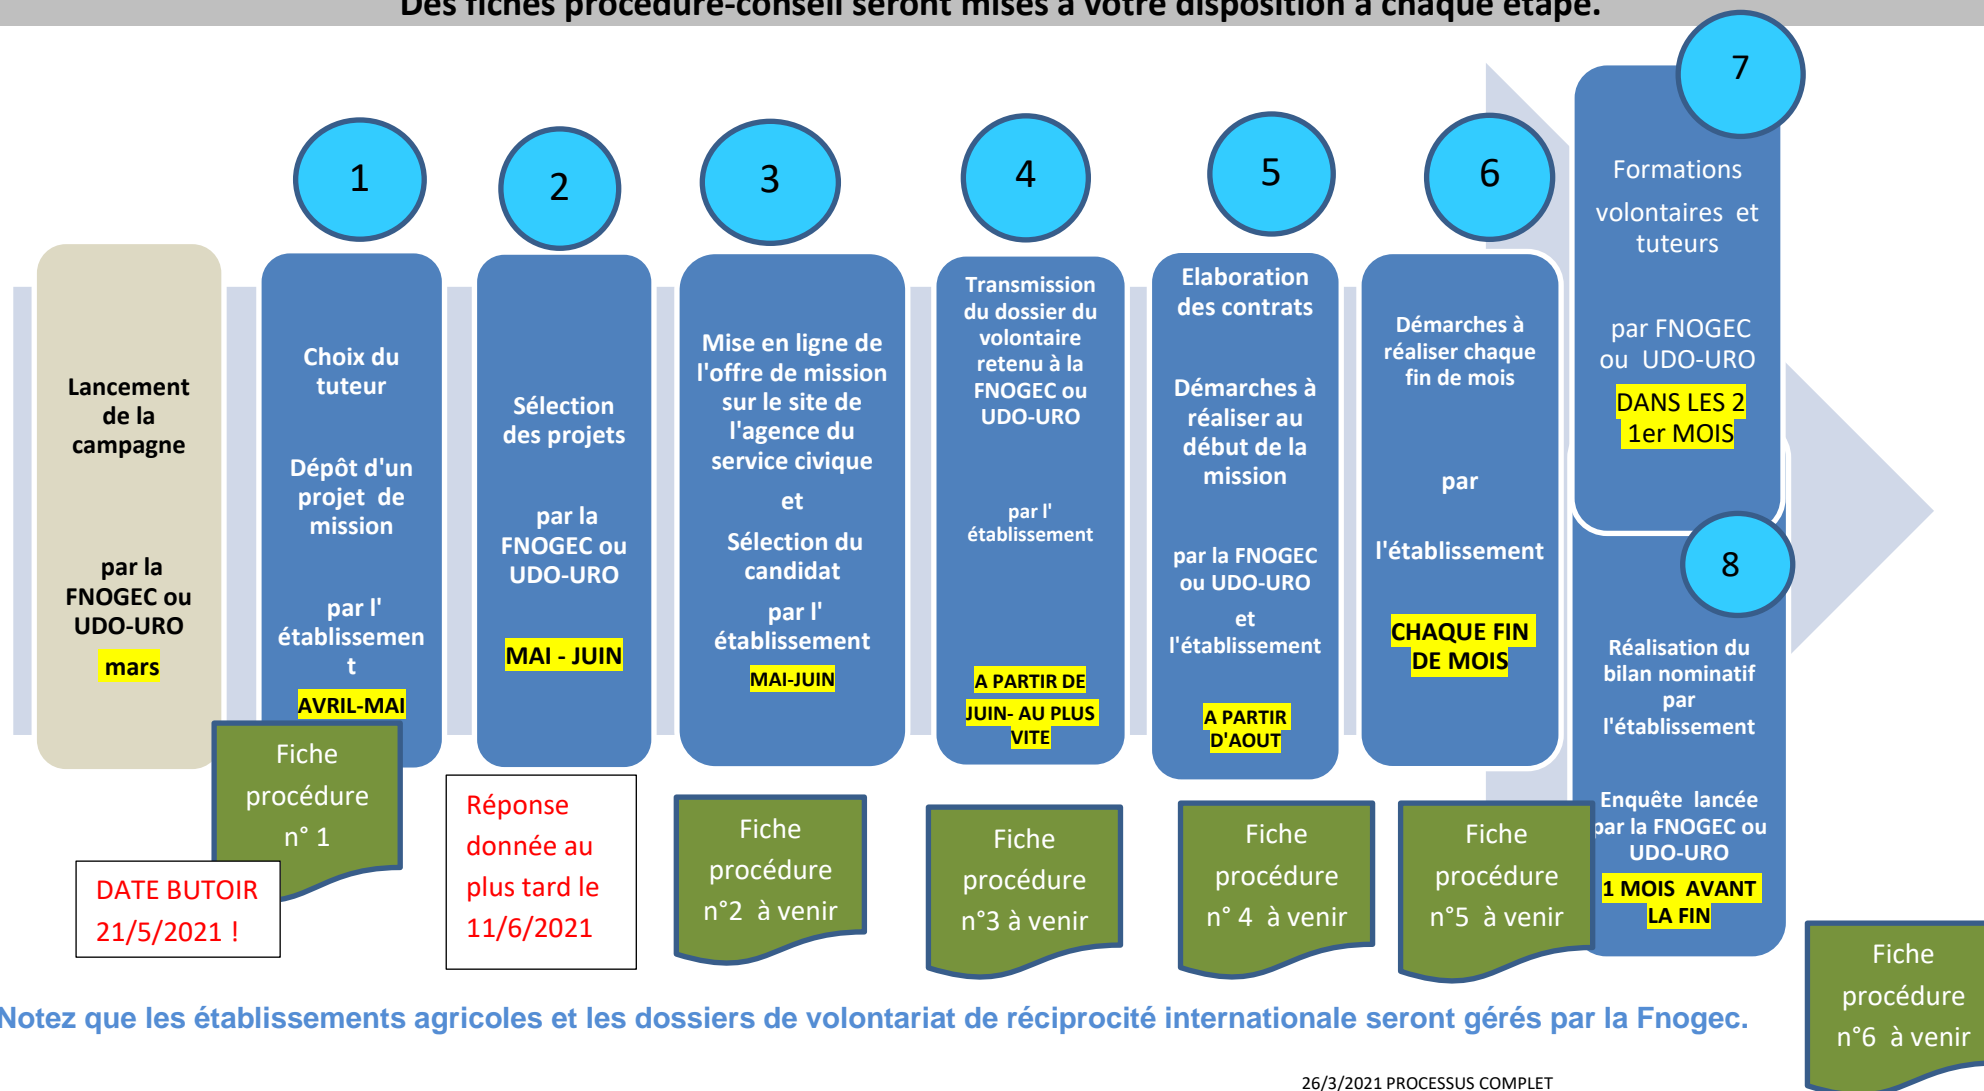 Des fiches procédure-conseil seront mises à votre disposition à chaque étape.
Lancement
de la
campagne
par la
FNOGEC ou
UDO-URO
mars
1
Choix du
tuteur
Dépôt d'un
projet de
mission
par l'
établissemen
t
AVRIL-MAI
Fiche
procédure
n° 1
DATE BUTOIR
21/5/2021 !
2
Sélection
des projets
par la
FNOGEC ou
UDO-URO
MAI - JUIN
Réponse
donnée au
plus tard le
11/6/2021
3
Mise en ligne de
l'offre de mission
sur le site de
l'agence du
service civique
et
Sélection du
candidat
par l'
établissement
MAI-JUIN
Fiche
procédure
n°2 à venir
4
Transmission
du dossier du
volontaire
retenu à la
FNOGEC ou
UDO-URO
par l'
établissement
A PARTIR DE
JUIN- AU PLUS
VITE
Fiche
procédure
n°3 à venir
5
Elaboration
des contrats
Démarches à
réaliser au
début de la
mission
par la FNOGEC
ou UDO-URO
et
l'établissement
A PARTIR
D'AOUT
Fiche
procédure
n° 4 à venir
6
Démarches à
réaliser chaque
fin de mois
par
l'établissement
CHAQUE FIN
DE MOIS
Fiche
procédure
n°5 à venir
7
Formations
volontaires et
tuteurs
par FNOGEC
ou UDO-URO
DANS LES 2
1er MOIS
8
Réalisation du
bilan nominatif
par
l'établissement
Enquête lancée
par la FNOGEC ou
UDO-URO
1 MOIS AVANT
LA FIN
Fiche
procédure
n°6 à venir
Notez que les établissements agricoles et les dossiers de volontariat de réciprocité internationale seront gérés par la Fnogec.
26/3/2021 PROCESSUS COMPLET